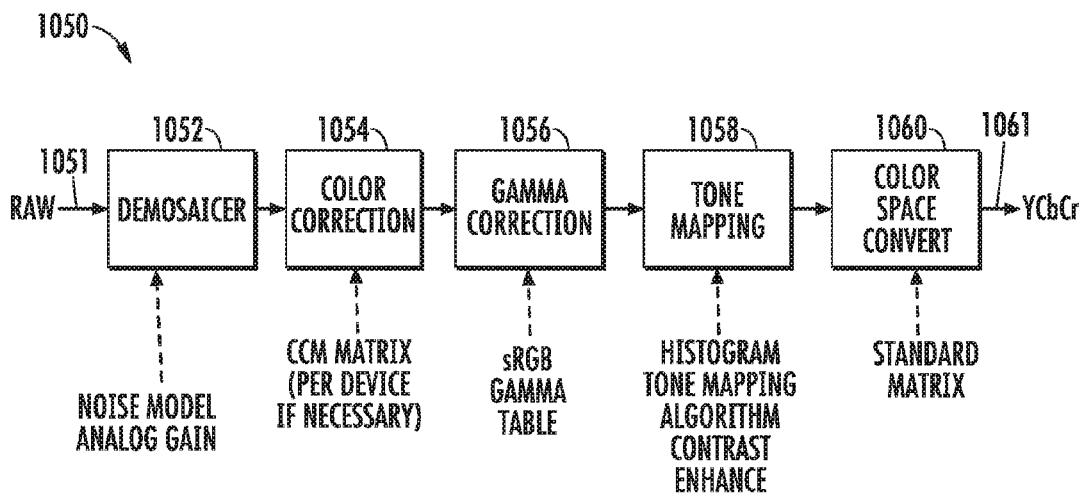 1050
RAW
1051
1052
DEMOSAICER
NOISE MODEL
ANALOG GAIN
1054
COLOR
CORRECTION
CCM MATRIX
(PER DEVICE
IF NECESSARY)
1056
GAMMA
CORRECTION
sRGB
GAMMA
TABLE
1058
TONE
MAPPING
HISTOGRAM
TONE MAPPING
ALGORITHM
CONTRAST
ENHANCE
1060
COLOR
SPACE
CONVERT
STANDARD
MATRIX
1061
YCbCr